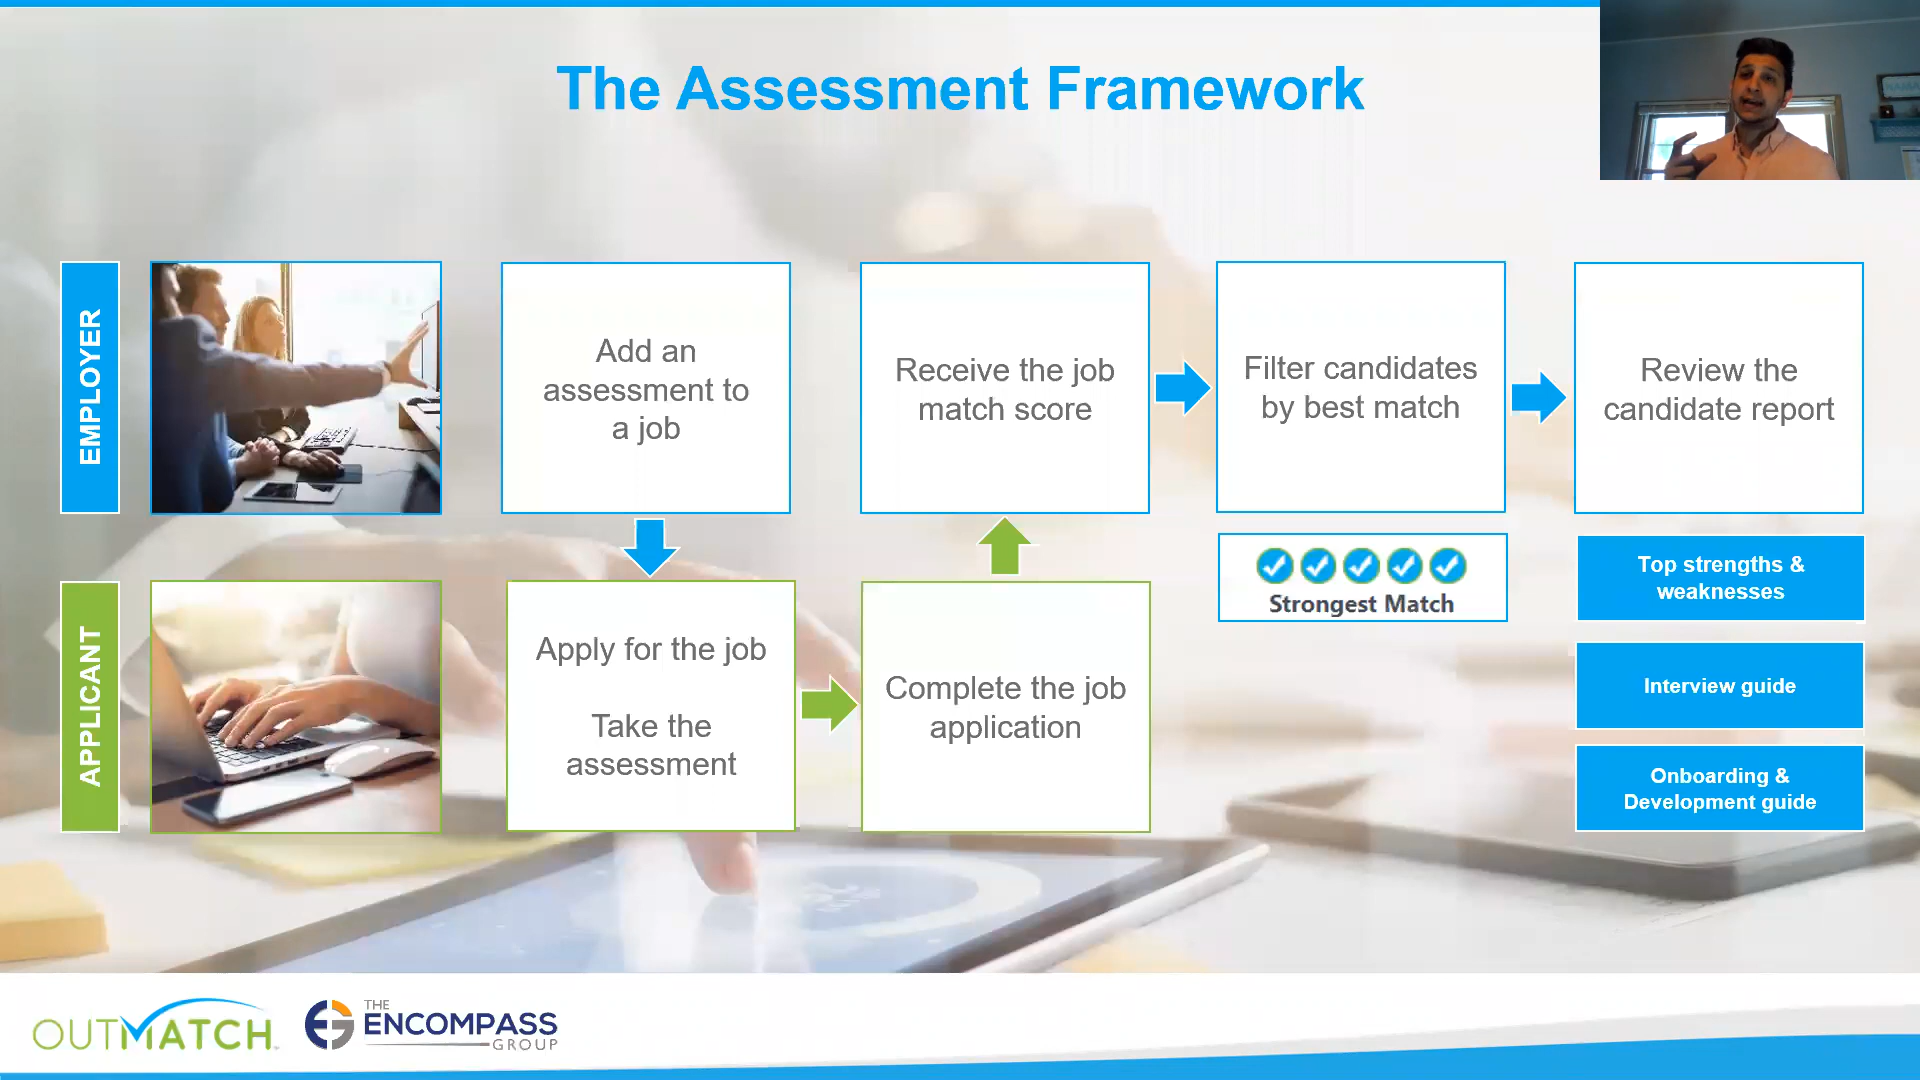 The Assessment Framework
EMPLOYER
Add an
assessment to
a job
Receive the job
match score
Filter candidates
by best match
Review the
candidate report
Strongest Match
Top strengths &
weaknesses
Interview guide
Onboarding &
Development guide
APPLICANT
Apply for the job
Take the
assessment
Complete the job
application
OUTMATCH
THE
ENCOMPASS
GROUP